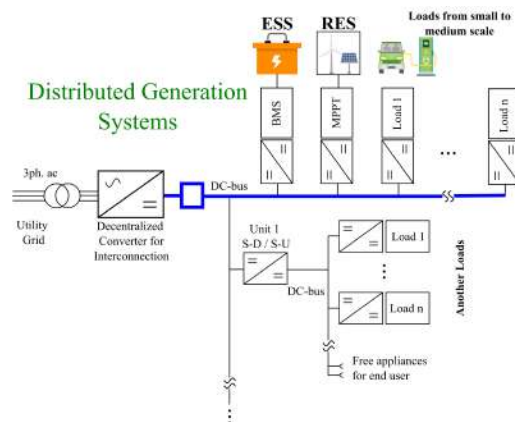 ESS
RES
Loads from small to
medium scale
Distributed Generation
Systems
BMS
MPPT
Load 1
Load n
...
3ph. ac
DC-bus
Utility
Grid
Decentralized
Converter for
Interconnection
Unit 1
S-D / S-U
DC-bus
Load 1
Load n
Another Loads
Free appliances
for end user